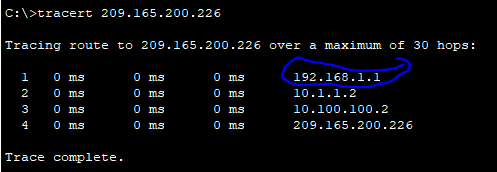 C:\>tracert 209.165.200.226
Tracing route to 209.165.200.226 over a maximum of 30 hops:
1 0 ms 0 ms 0 ms 192.168.1.1
2 0 ms 0 ms 0 ms 10.1.1.2
3 0 ms 0 ms 0 ms 10.100.100.2
4 0 ms 0 ms 0 ms 209.165.200.226
Trace complete.